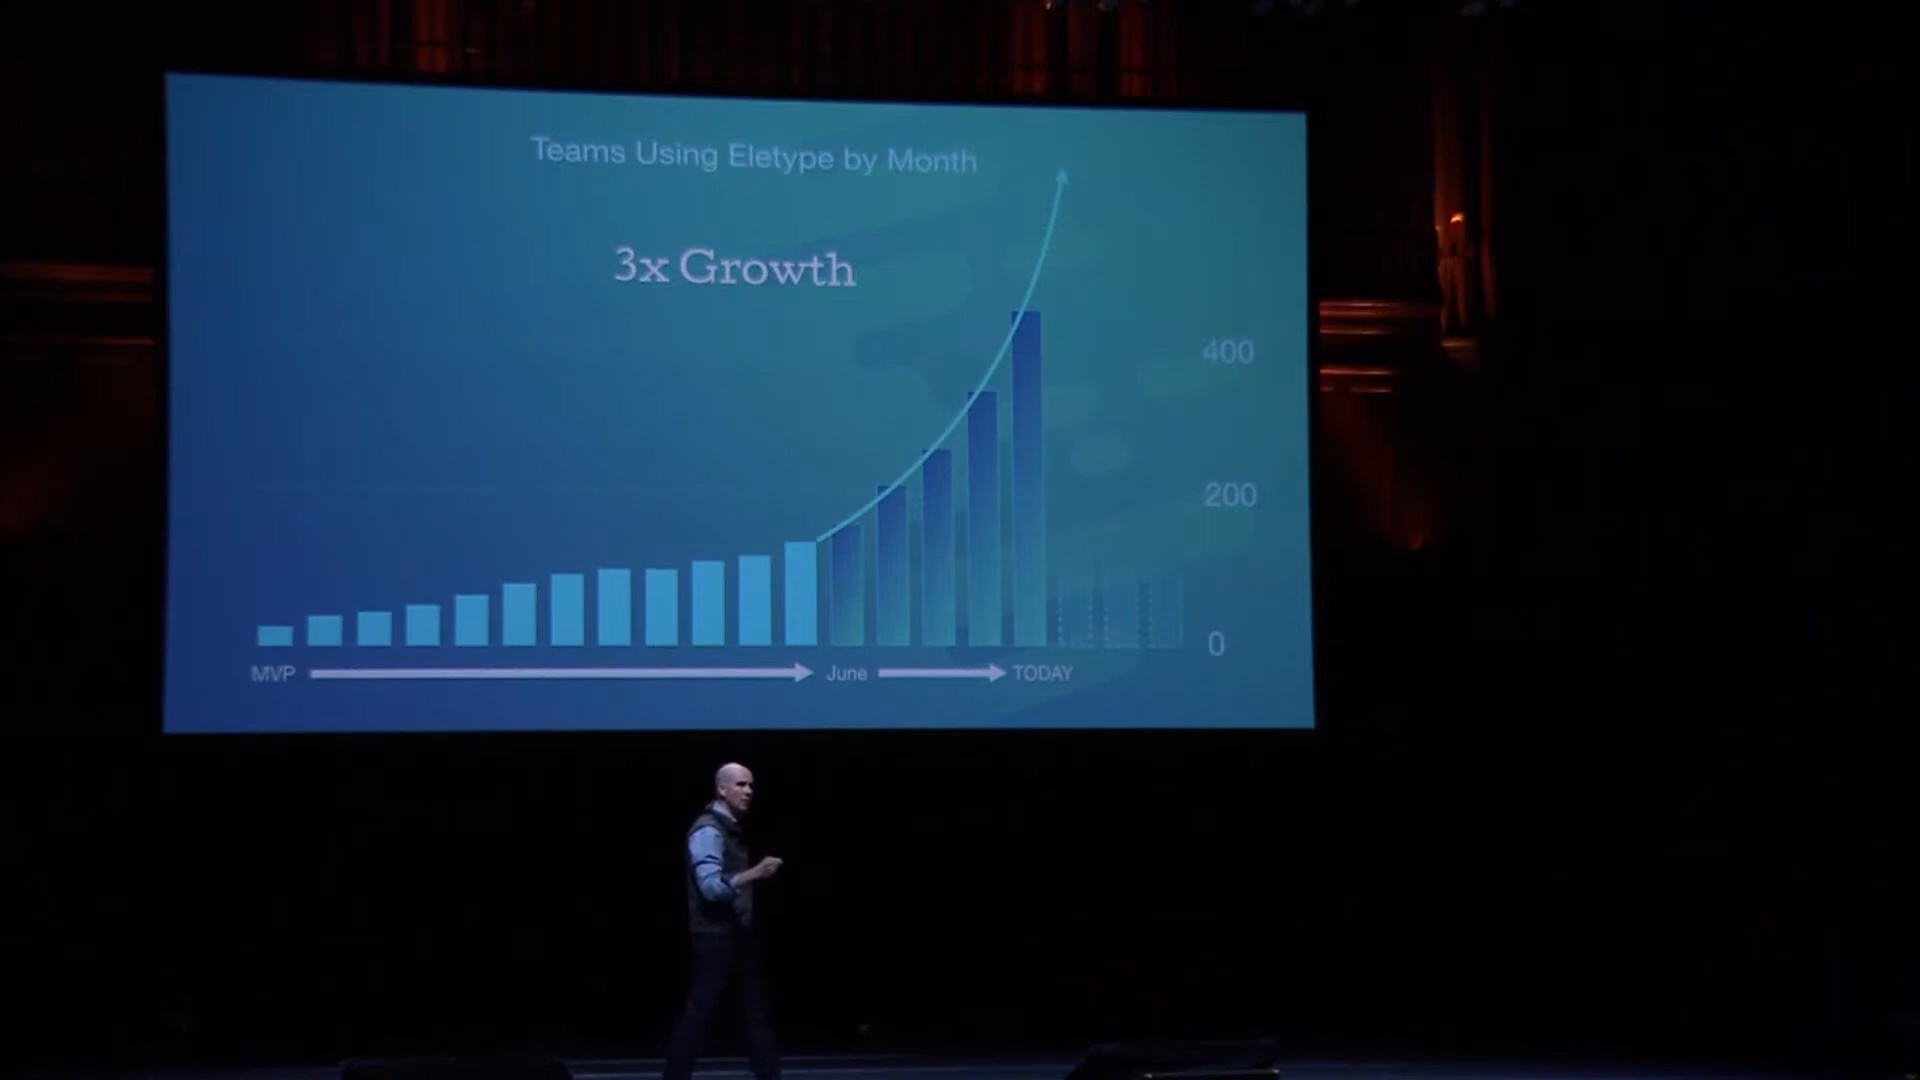 Teams Using Eletype by Month
3x Growth
400
200
0
MVP June TODAY